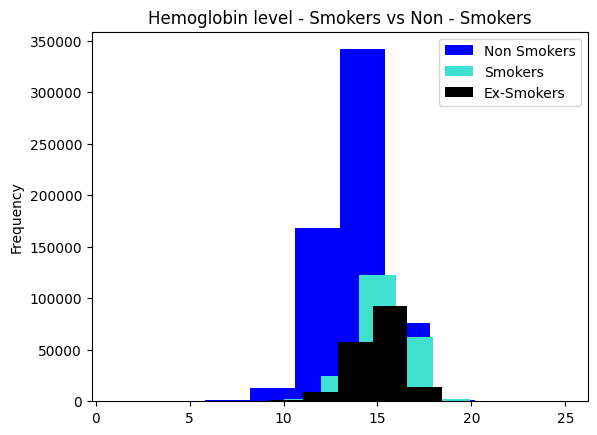 Hemoglobin level - Smokers vs Non - Smokers
350000
300000
250000
200000
150000
100000
50000
0
Frequency
Non Smokers
Smokers
Ex-Smokers
0 5 10 15 20 25